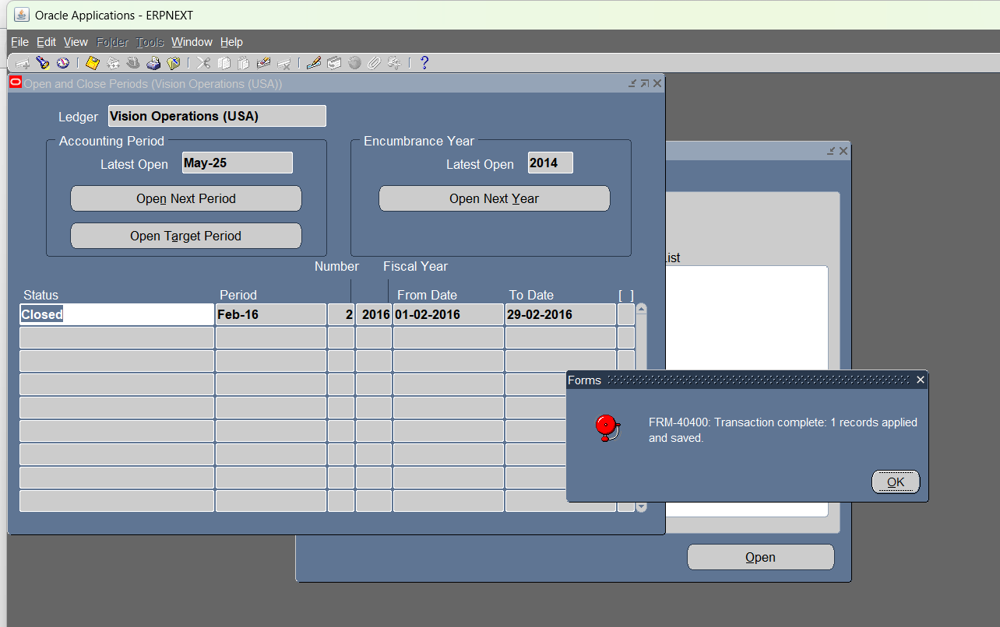 Oracle Applications - ERPNEXT
File Edit View Folder Tools Window Help
?
Open and Close Periods (Vision Operations (USA))
Ledger Vision Operations (USA)
Accounting Period
Latest Open May-25
Open Next Period
Open Target Period
Encumbrance Year
Latest Open 2014
Open Next Year
Number Fiscal Year
Status Period From Date To Date [ ]
Closed Feb-16 2 2016 01-02-2016 29-02-2016
Forms
FRM-40400: Transaction complete: 1 records applied
and saved.
OK
Open